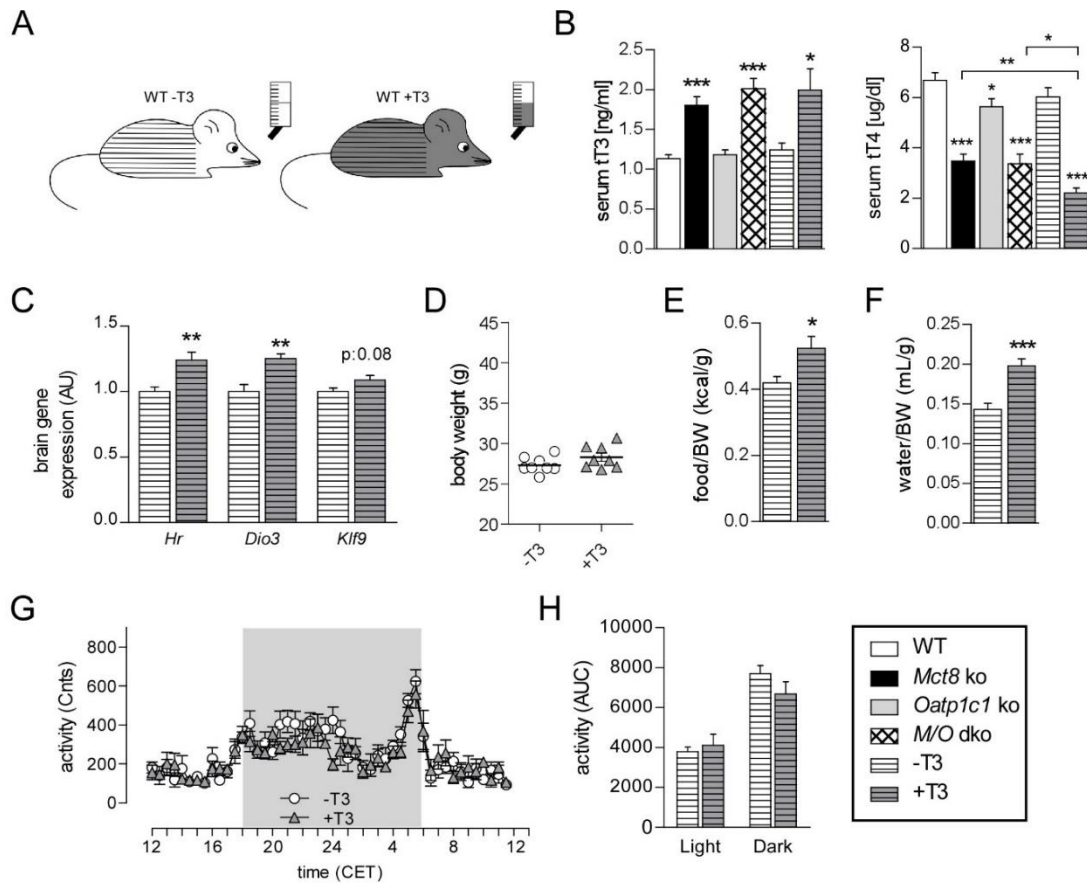 A
WT -T3
WT +T3
B
serum tT3 [ng/ml]
2.5
2.0
1.5
1.0
0.5
0.0
***
***
*
serum tT4 [ug/dl]
8
6
4
2
0
***
*
***
***
**
*
C
brain gene
expression (AU)
1.5
1.0
0.5
0.0
**
**
p:0.08
Hr
Dio3
Klf9
D
body weight (g)
45
40
35
30
25
20
-T3
+T3
E
food/BW (kcal/g)
0.6
0.4
0.2
0.0
*
F
water/BW (mL/g)
0.20
0.15
0.10
0.05
0.00
***
G
activity (Cnts)
800
600
400
200
0
-T3
+T3
12 16 20 24 4 8 12
time (CET)
H
activity (AUC)
10000
8000
6000
4000
2000
0
Light
Dark
WT
Mct8 ko
Oatp1c1 ko
M/O dko
-T3
+T3